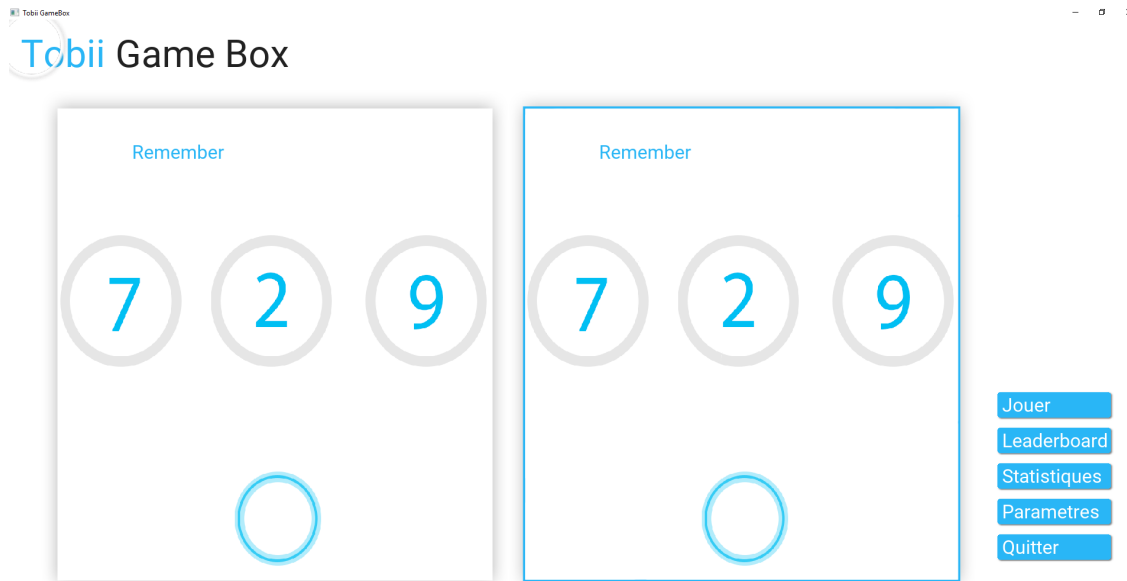 Tobii GameBox
Tobii Game Box
Remember
7 2 9
Remember
7 2 9
Jouer
Leaderboard
Statistiques
Parametres
Quitter